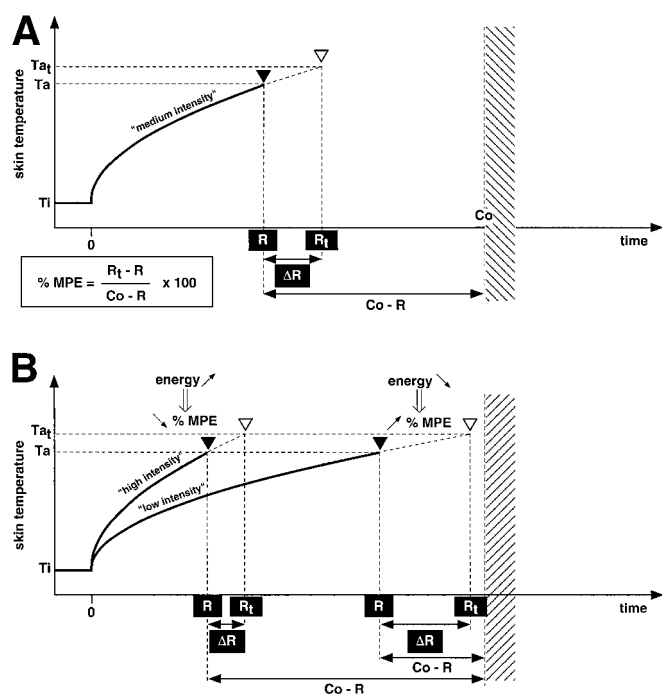 A
skin temperature
Ta_t
Ta
"medium intensity"
Ti
Co
0
R
R_t
time
ΔR
% MPE = (R_t - R) / (Co - R) x 100
Co - R
B
energy
energy
% MPE
% MPE
skin temperature
Ta_t
Ta
"high intensity"
"low intensity"
Ti
0
R
R_t
R
R_t
time
ΔR
ΔR
Co - R
Co - R